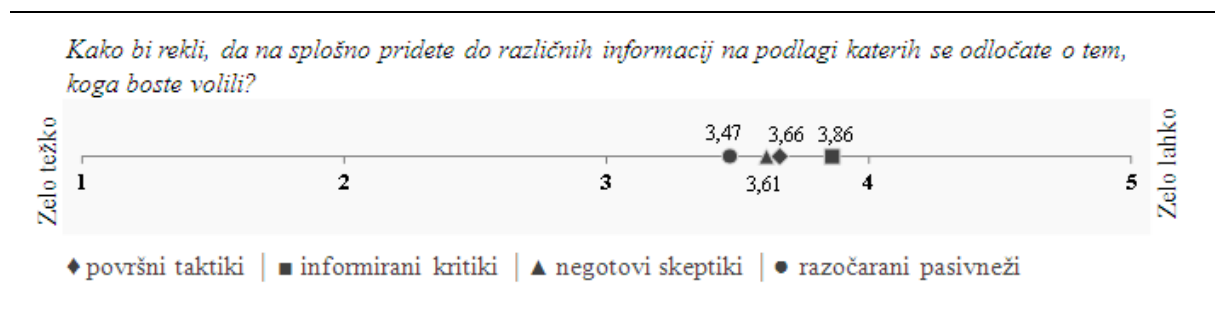 Kako bi rekli, da na splošno pridete do različnih informacij na podlagi katerih se odločate o tem,
koga boste volili?
Zelo težko
3,47 3,66 3,86
1 2 3 3,61 4 5
Zelo lahko
♦ površni taktiki | ■ informirani kritiki | ▲ negotovi skeptiki | ● razočarani pasivneži